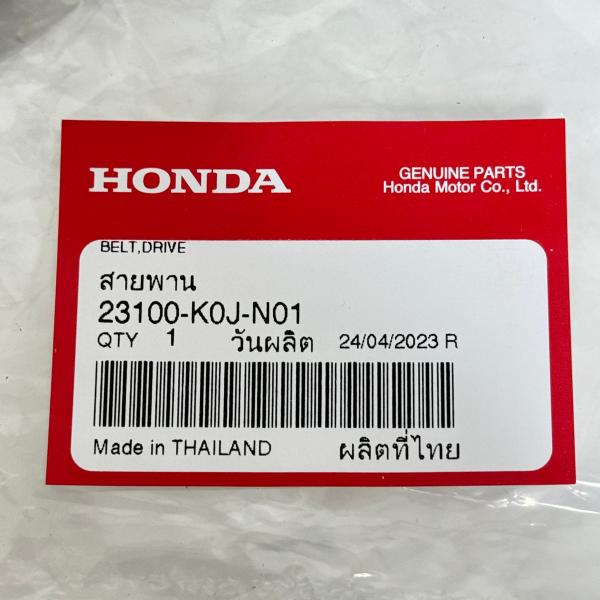 HONDA
GENUINE PARTS
Honda Motor Co., Ltd.
BELT,DRIVE
สายพาน
23100-K0J-N01
QTY 1 วันผลิต 24/04/2023 R
Made in THAILAND ผลิตที่ไทย